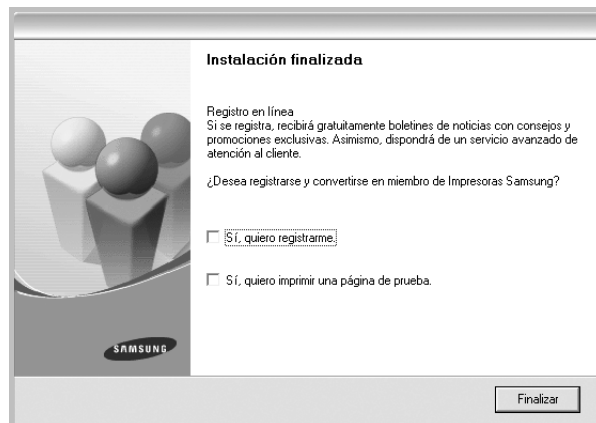 Instalación finalizada
Registro en línea
Si se registra, recibirá gratuitamente boletines de noticias con consejos y
promociones exclusivas. Asimismo, dispondrá de un servicio avanzado de
atención al cliente.
¿Desea registrarse y convertirse en miembro de Impresoras Samsung?
Sí, quiero registrarme.
Sí, quiero imprimir una página de prueba.
SAMSUNG
Finalizar